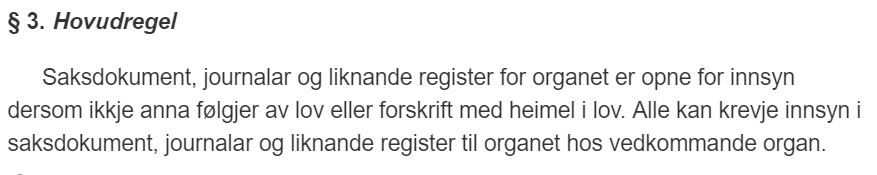 § 3. Hovudregel
Saksdokument, journalar og liknande register for organet er opne for innsyn
dersom ikkje anna følgjer av lov eller forskrift med heimel i lov. Alle kan krevje innsyn i
saksdokument, journalar og liknande register til organet hos vedkommande organ.